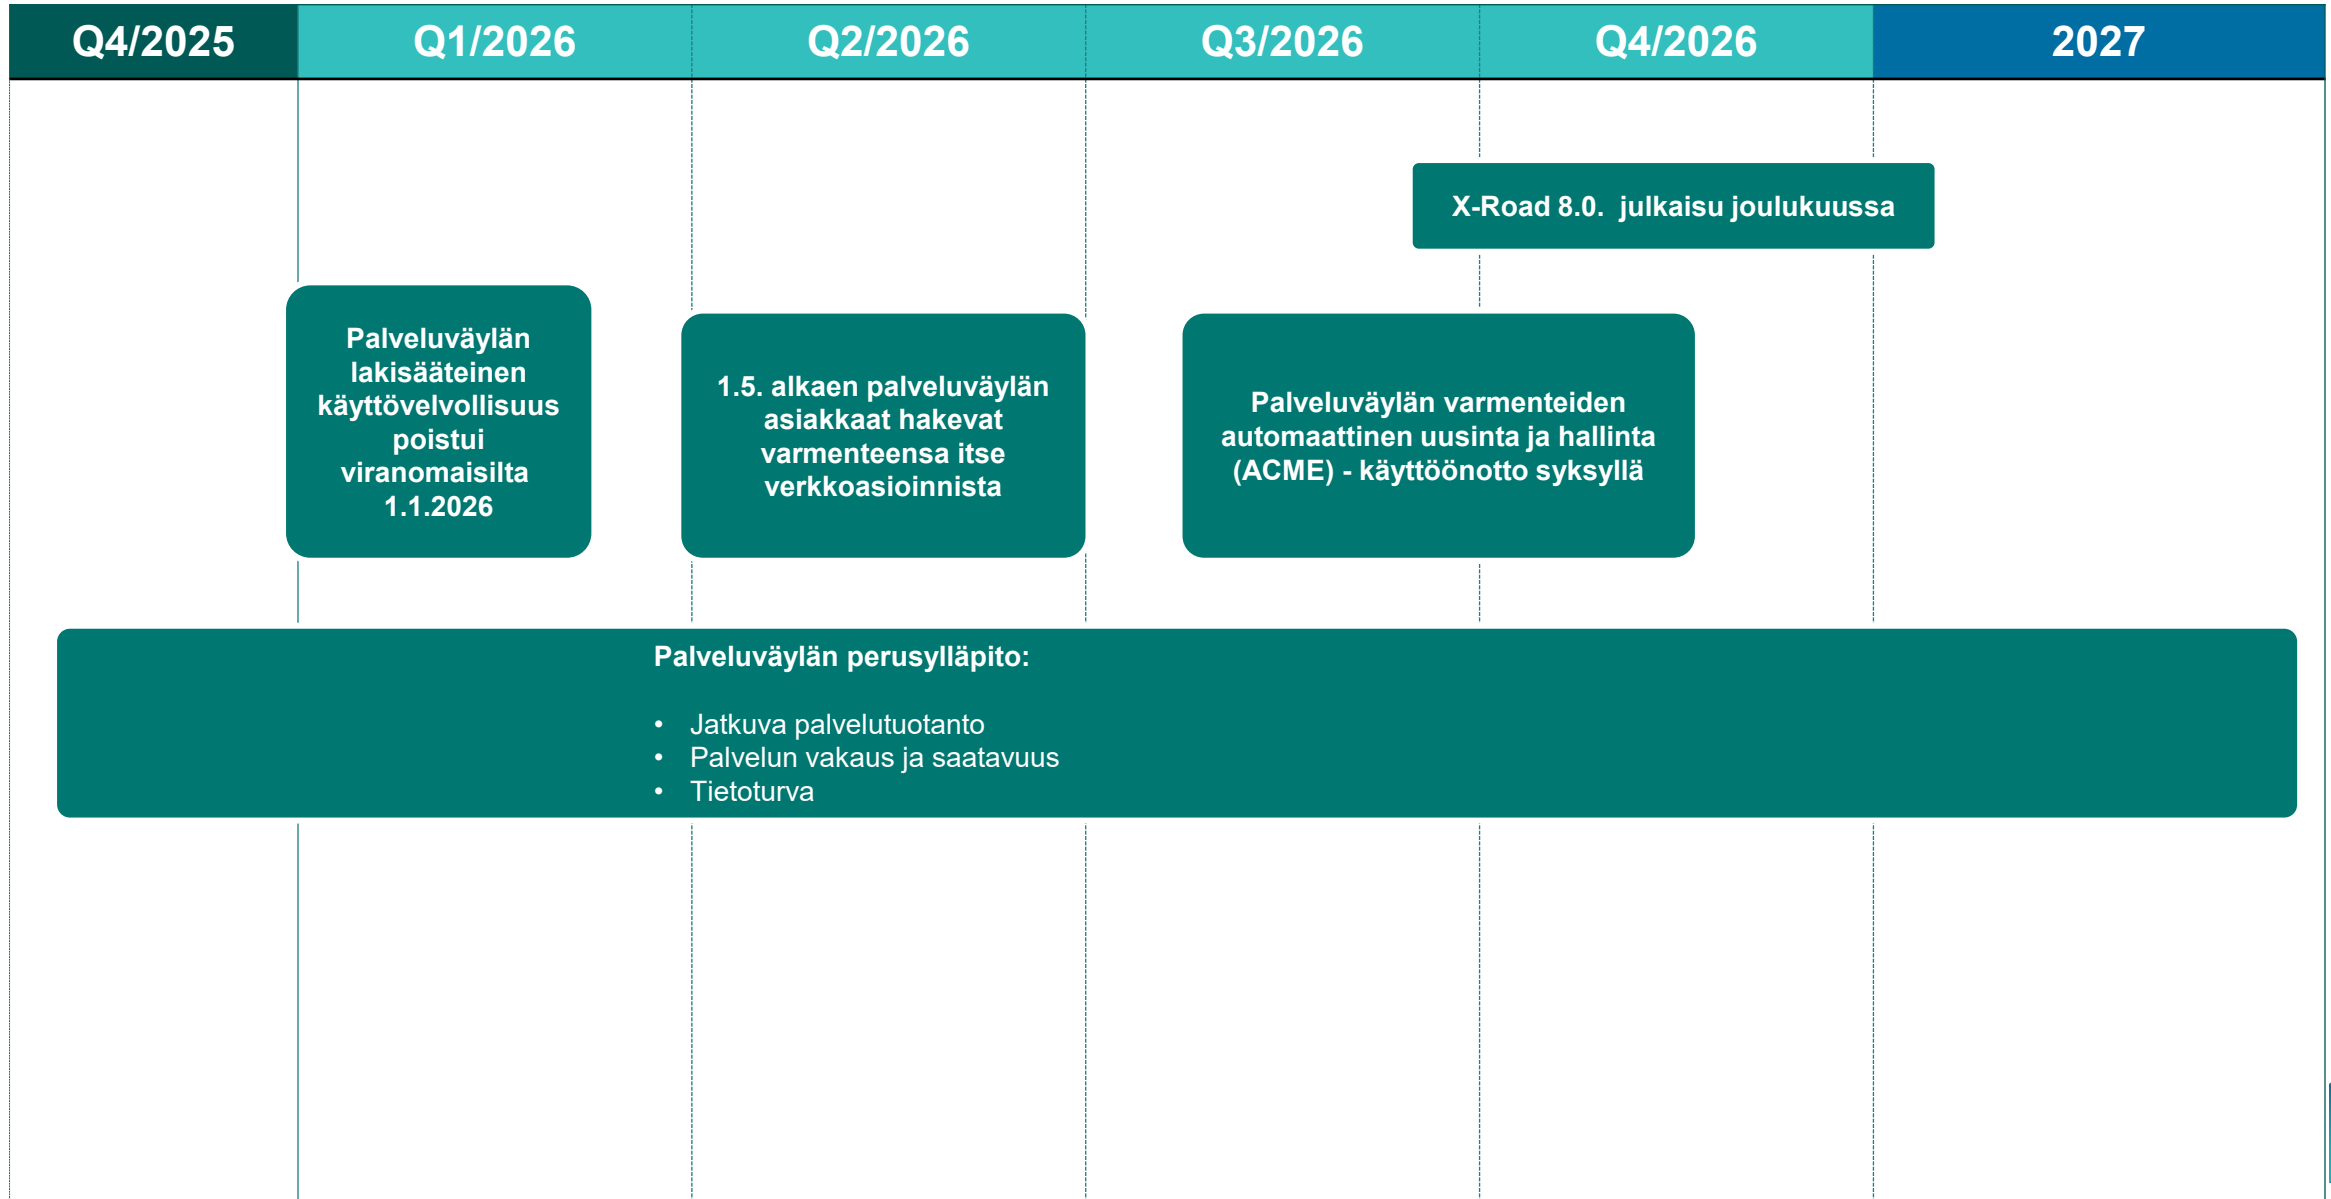 Q4/2025
Q1/2026
Q2/2026
Q3/2026
Q4/2026
2027
X-Road 8.0.  julkaisu joulukuussa
Palveluväylän
lakisääteinen
käyttövelvollisuus
poistui
viranomaisilta
1.1.2026
1.5. alkaen palveluväylän
asiakkaat hakevat
varmenteensa itse
verkkoasioinnista
Palveluväylän varmenteiden
automaattinen uusinta ja hallinta
(ACME) - käyttöönotto syksyllä
Palveluväylän perusylläpito:
• Jatkuva palvelutuotanto
• Palvelun vakaus ja saatavuus
• Tietoturva